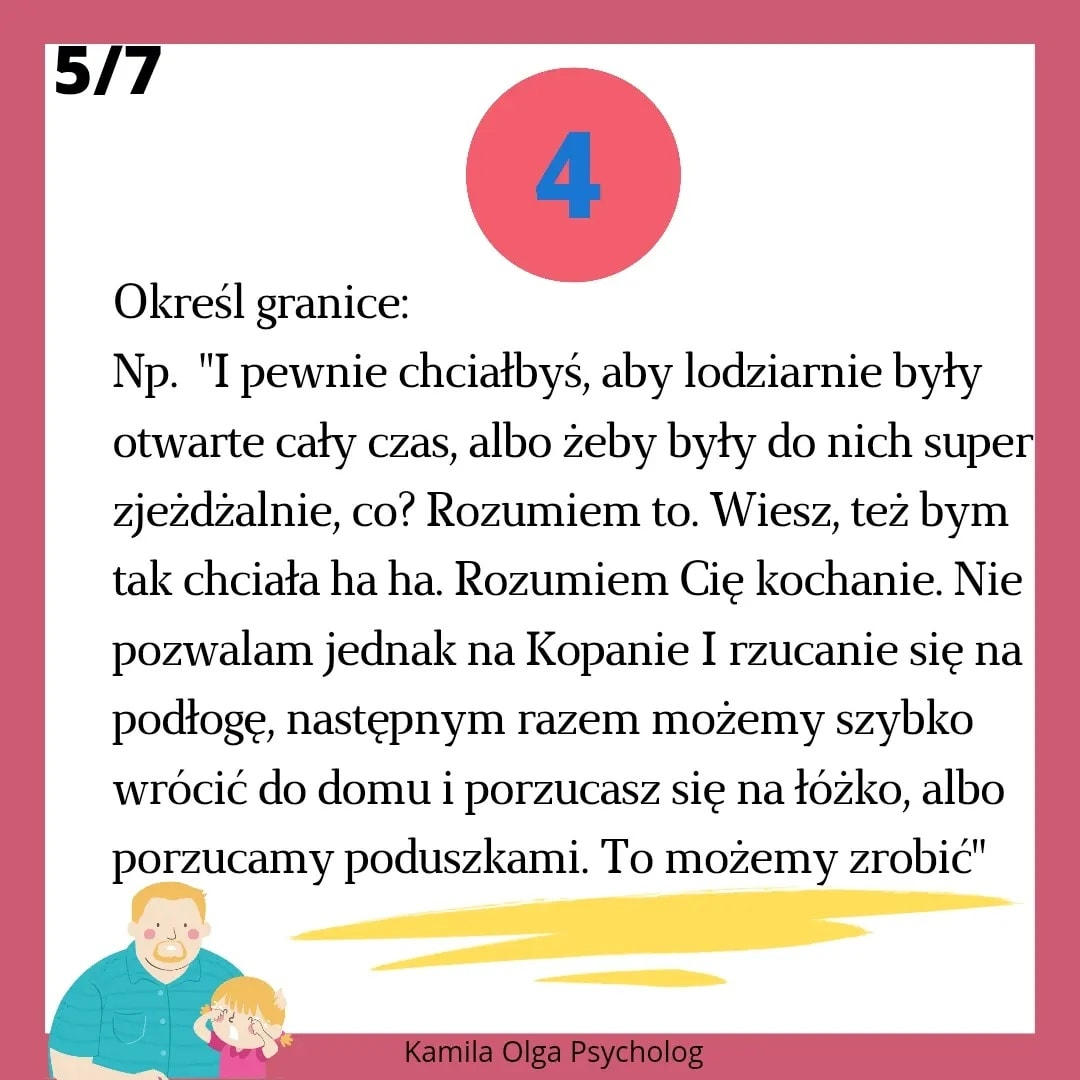 5/7
4
Określ granice:
Np.  "I pewnie chciałbyś, aby lodziarnie były
otwarte cały czas, albo żeby były do nich super
zjeżdżalnie, co? Rozumiem to. Wiesz, też bym
tak chciała ha ha. Rozumiem Cię kochanie. Nie
pozwalam jednak na Kopanie I rzucanie się na
podłogę, następnym razem możemy szybko
wrócić do domu i porzucasz się na łóżko, albo
porzucamy poduszkami. To możemy zrobić"
Kamila Olga Psycholog